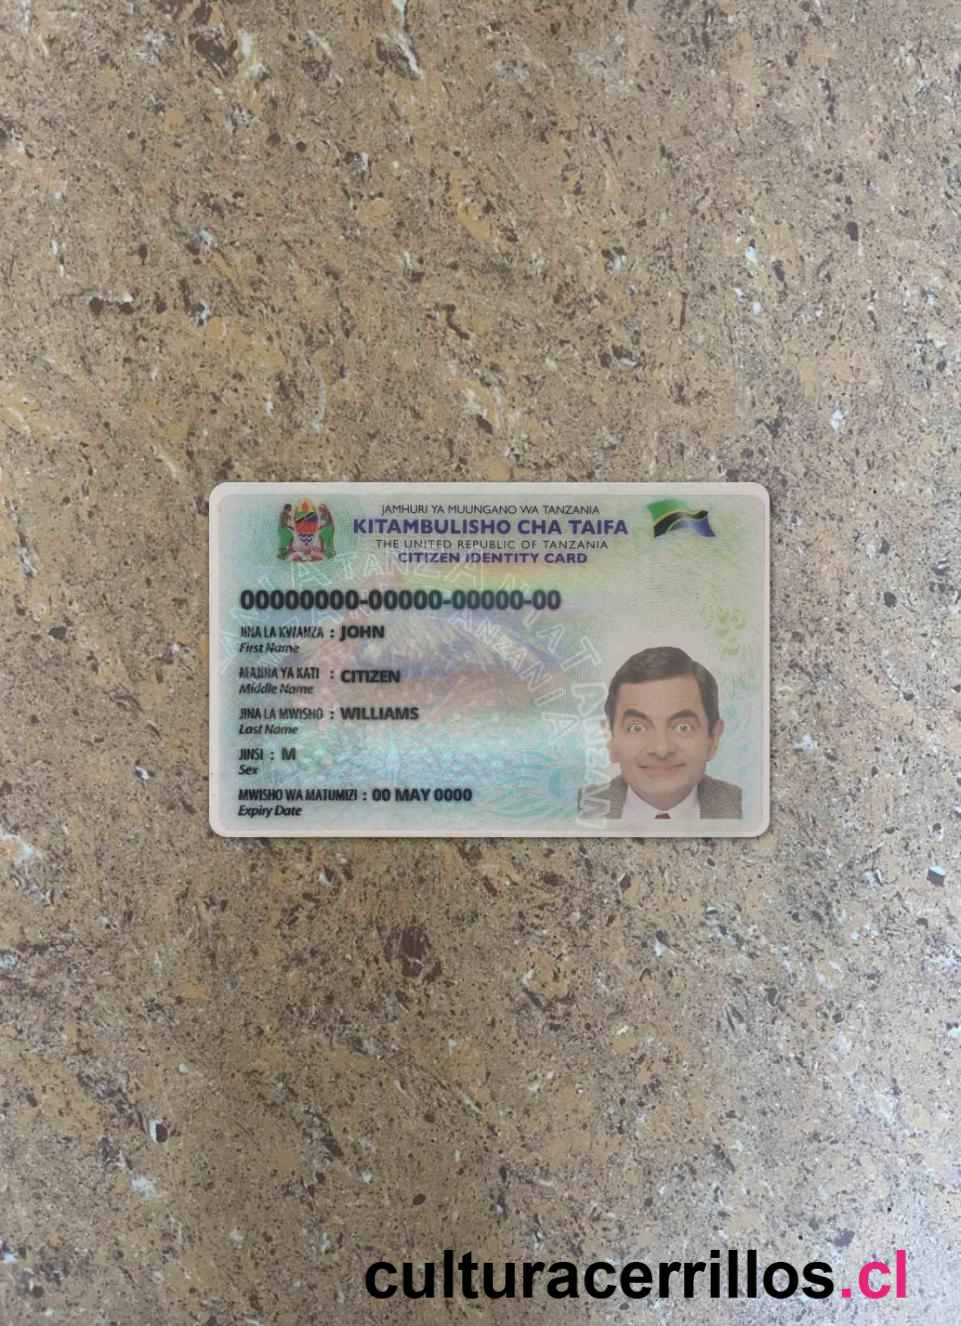 JAMHURI YA MUUNGANO WA TANZANIA
KITAMBULISHO CHA TAIFA
THE UNITED REPUBLIC OF TANZANIA
CITIZEN IDENTITY CARD
00000000-00000-00000-00
JINA LA KWANZA : JOHN
First Name
MAJINA YA KATI : CITIZEN
Middle Name
JINA LA MWISHO : WILLIAMS
Last Name
JINSI : M
Sex
MWISHO WA MATUMIZI : 00 MAY 0000
Expiry Date
TANZANIA
TANZANIA
culturacerrillos.cl